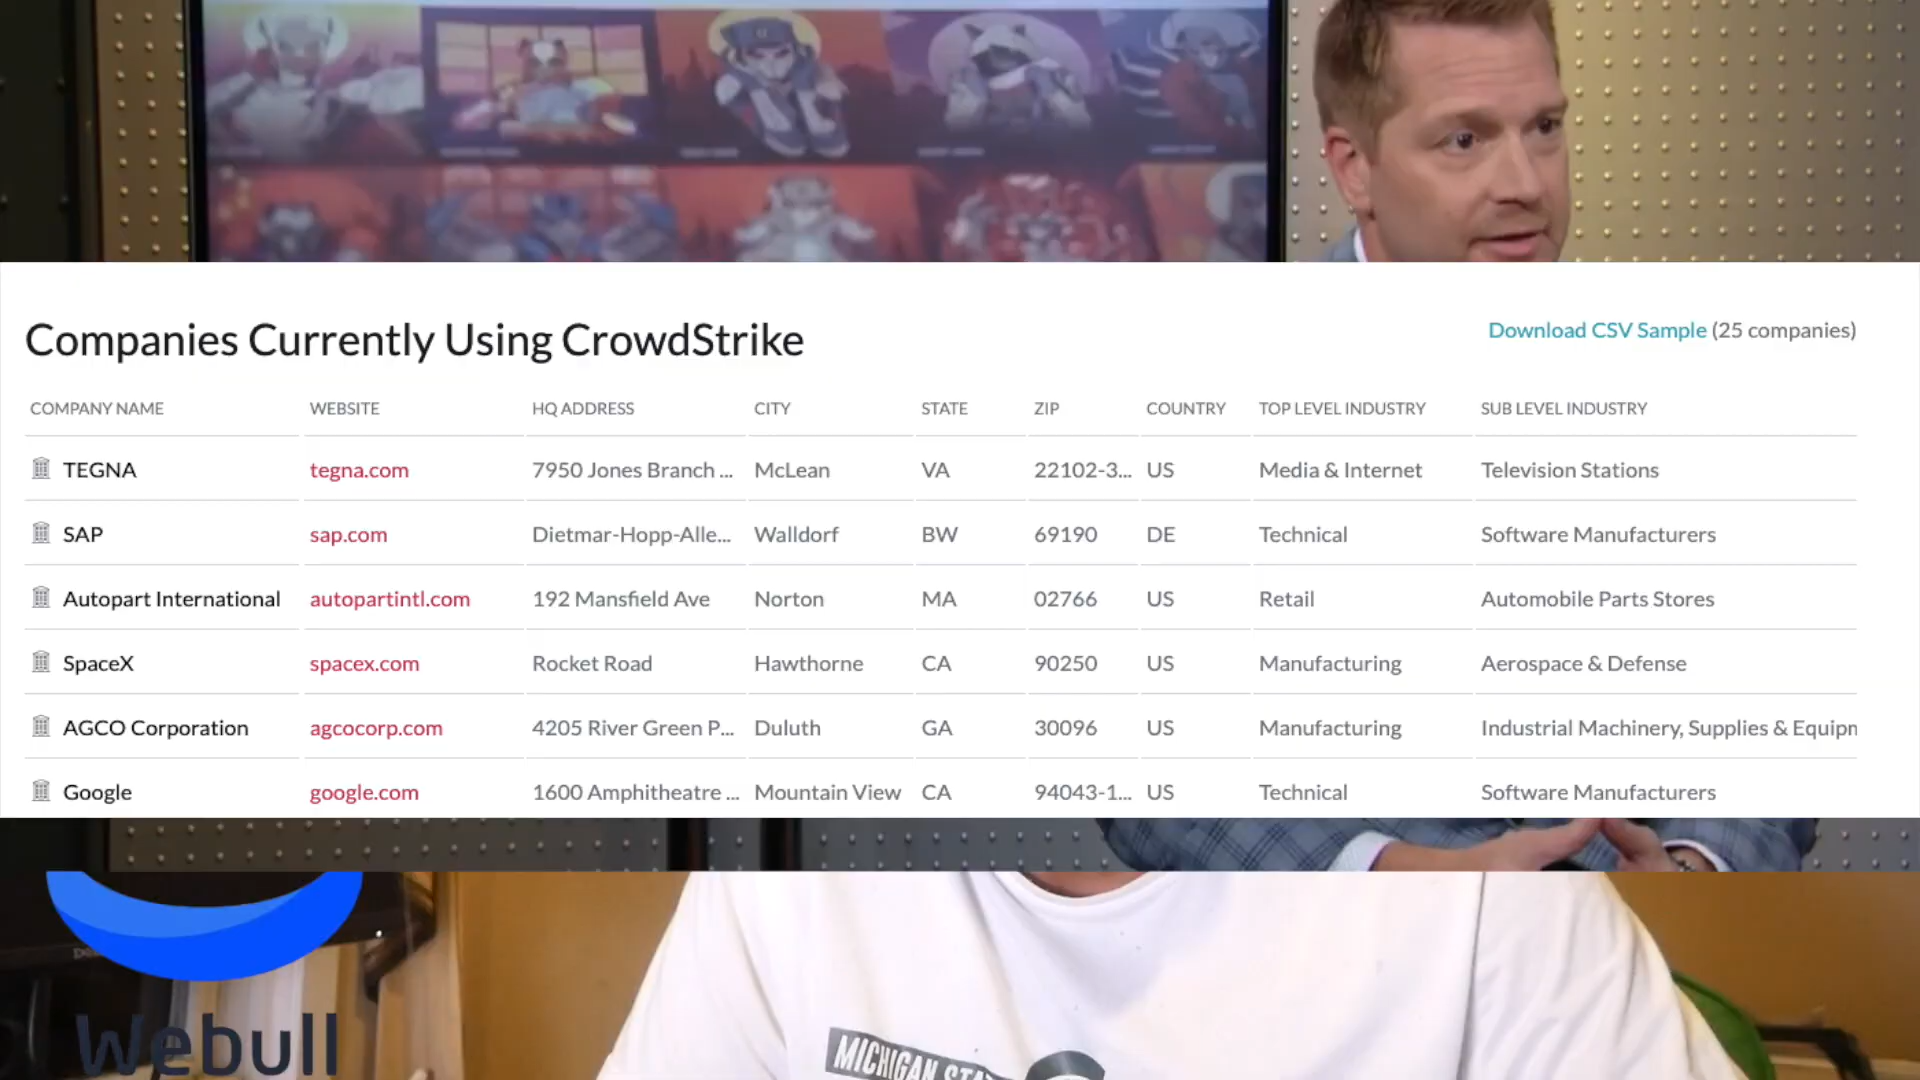 Companies Currently Using CrowdStrike
Download CSV Sample (25 companies)
COMPANY NAME WEBSITE HQ ADDRESS CITY STATE ZIP COUNTRY TOP LEVEL INDUSTRY SUB LEVEL INDUSTRY
TEGNA tegna.com 7950 Jones Branch ... McLean VA 22102-3... US Media & Internet Television Stations
SAP sap.com Dietmar-Hopp-Alle... Walldorf BW 69190 DE Technical Software Manufacturers
Autopart International autopartintl.com 192 Mansfield Ave Norton MA 02766 US Retail Automobile Parts Stores
SpaceX spacex.com Rocket Road Hawthorne CA 90250 US Manufacturing Aerospace & Defense
AGCO Corporation agcocorp.com 4205 River Green P... Duluth GA 30096 US Manufacturing Industrial Machinery, Supplies & Equipn
Google google.com 1600 Amphitheatre ... Mountain View CA 94043-1... US Technical Software Manufacturers
Webull
MICHIGAN STA